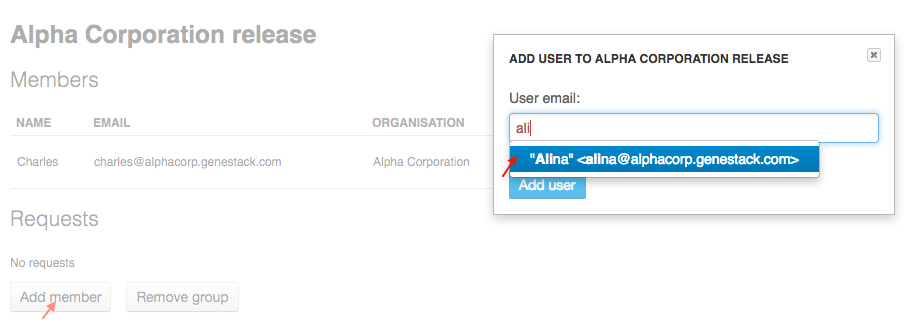 Alpha Corporation release
Members
NAME EMAIL ORGANISATION
Charles charles@alphacorp.genestack.com Alpha Corporation
Requests
No requests
Add member Remove group
ADD USER TO ALPHA CORPORATION RELEASE
User email:
ali
"Alina" <alina@alphacorp.genestack.com>
Add user